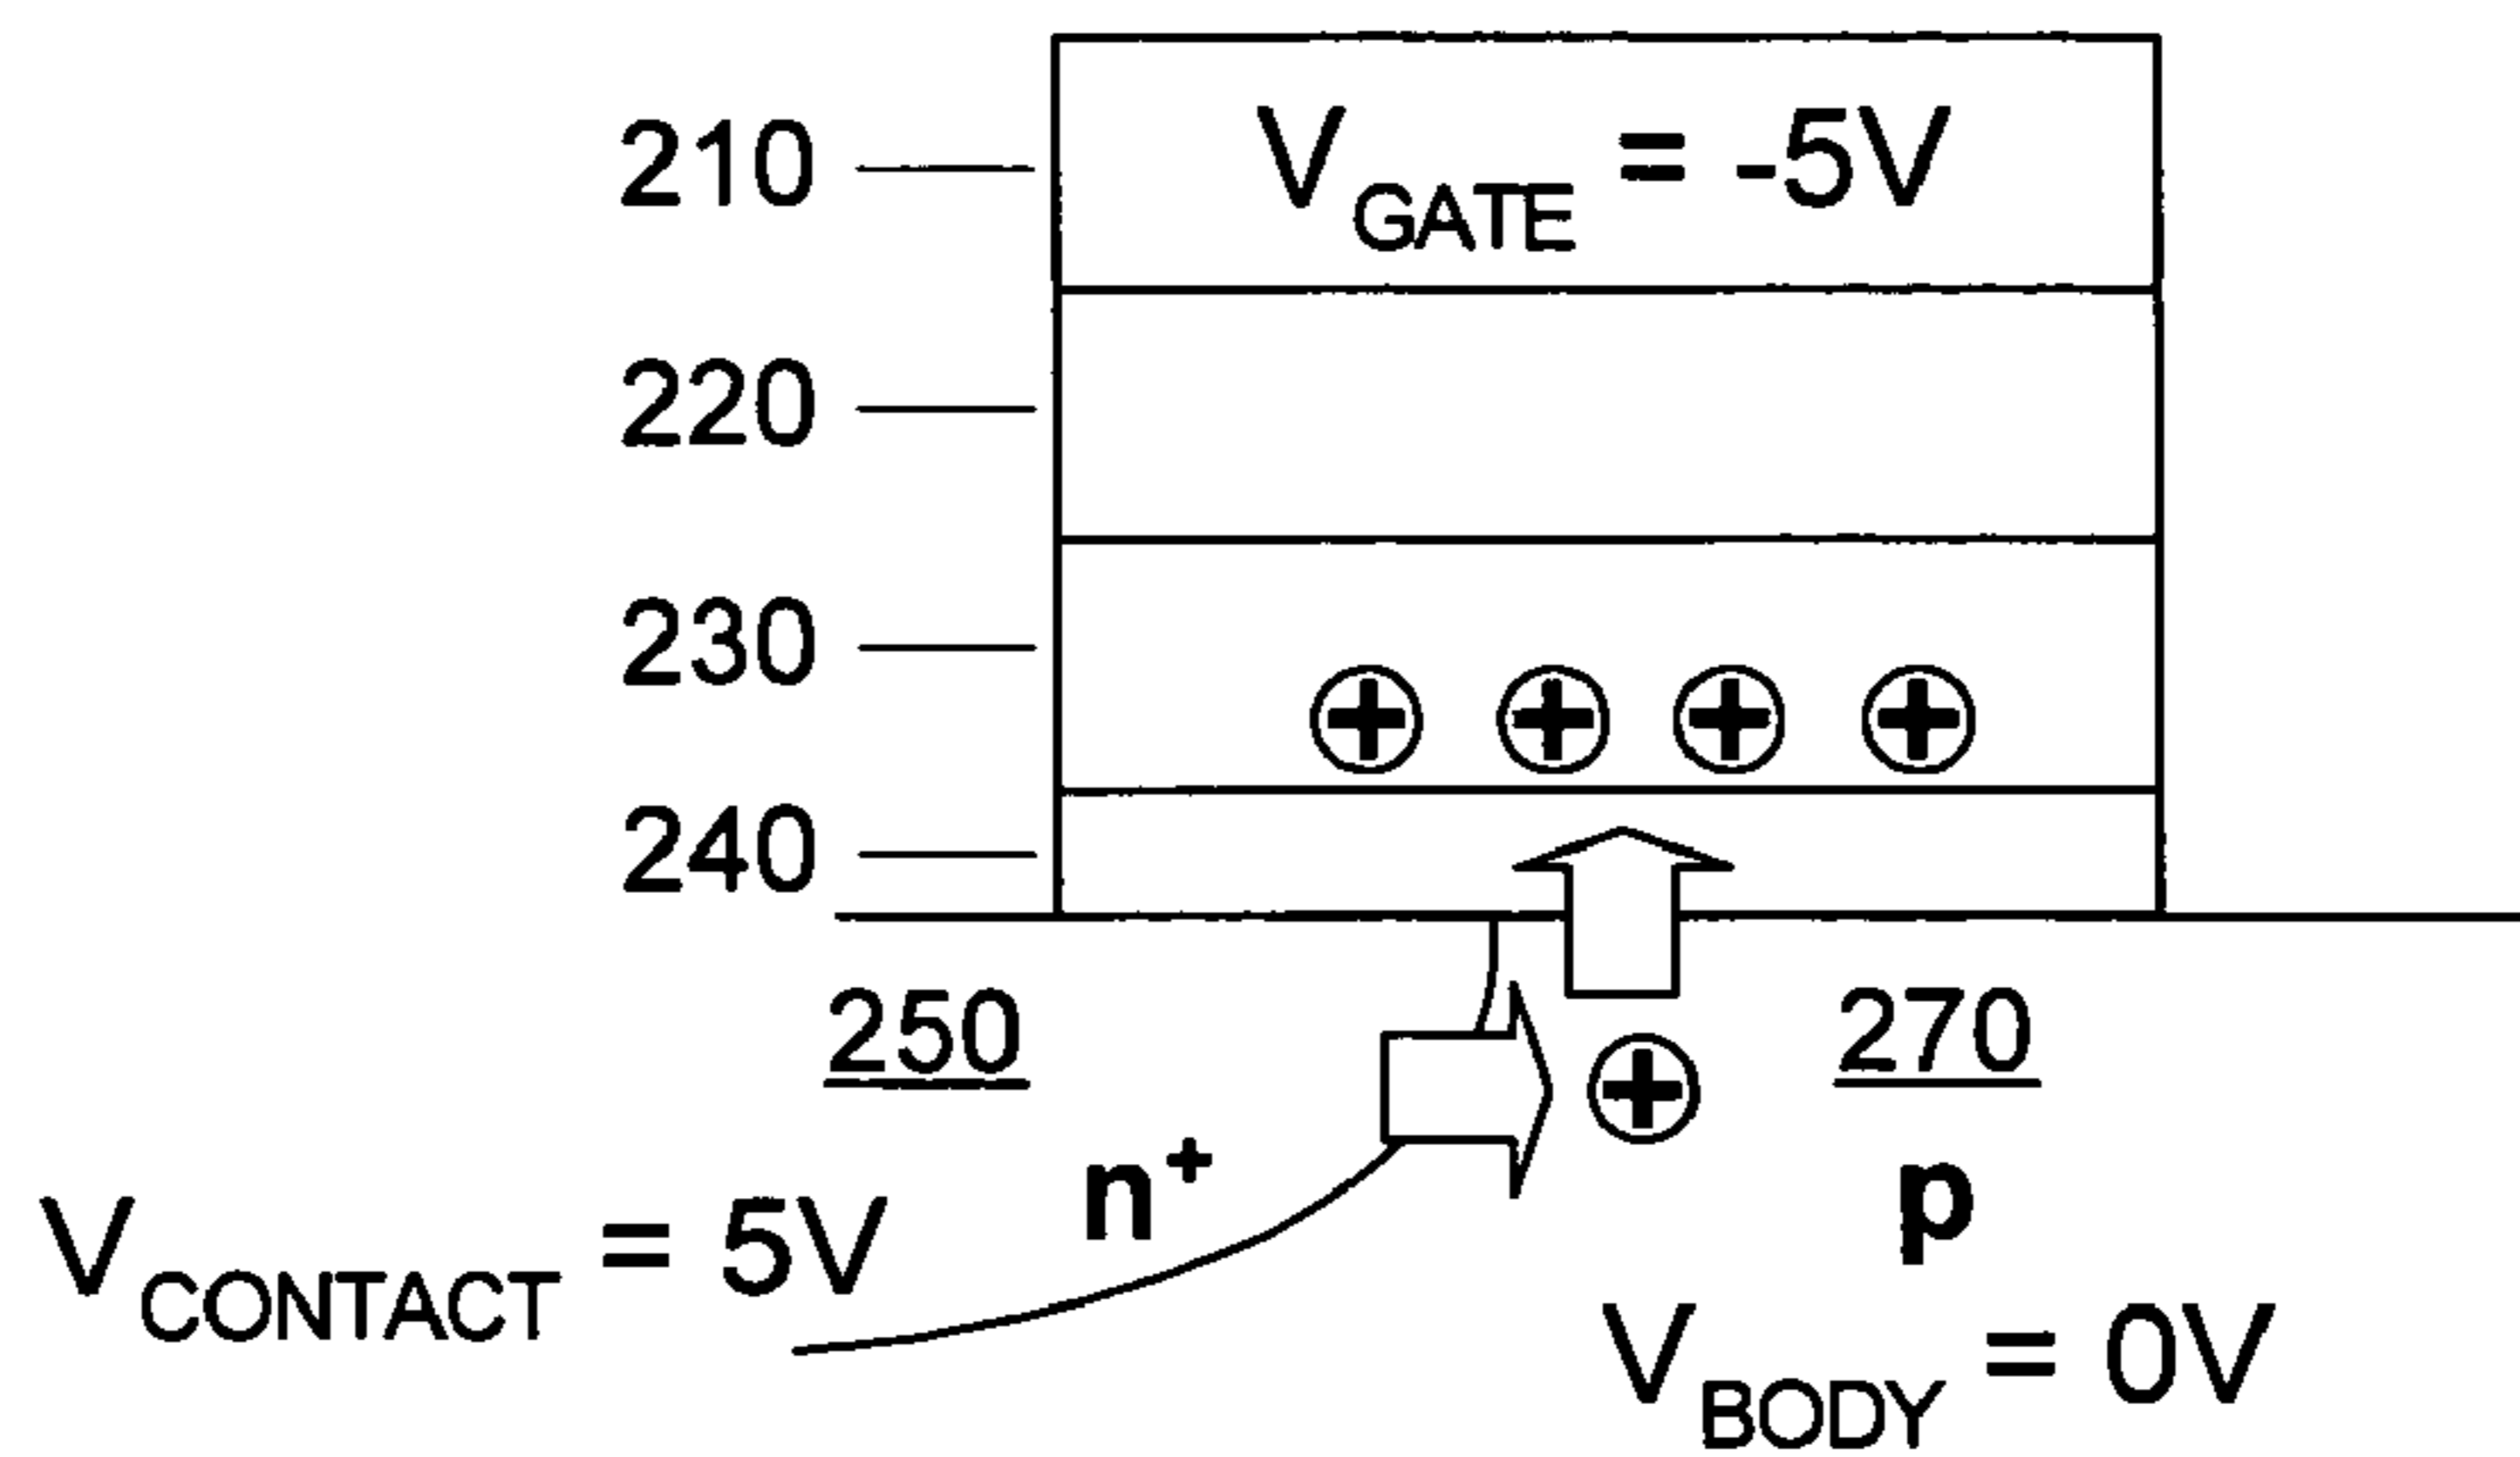 210
V GATE = -5V
220
230
+ + + +
240
250
270
+
n+
p
V CONTACT = 5V
V BODY = 0V